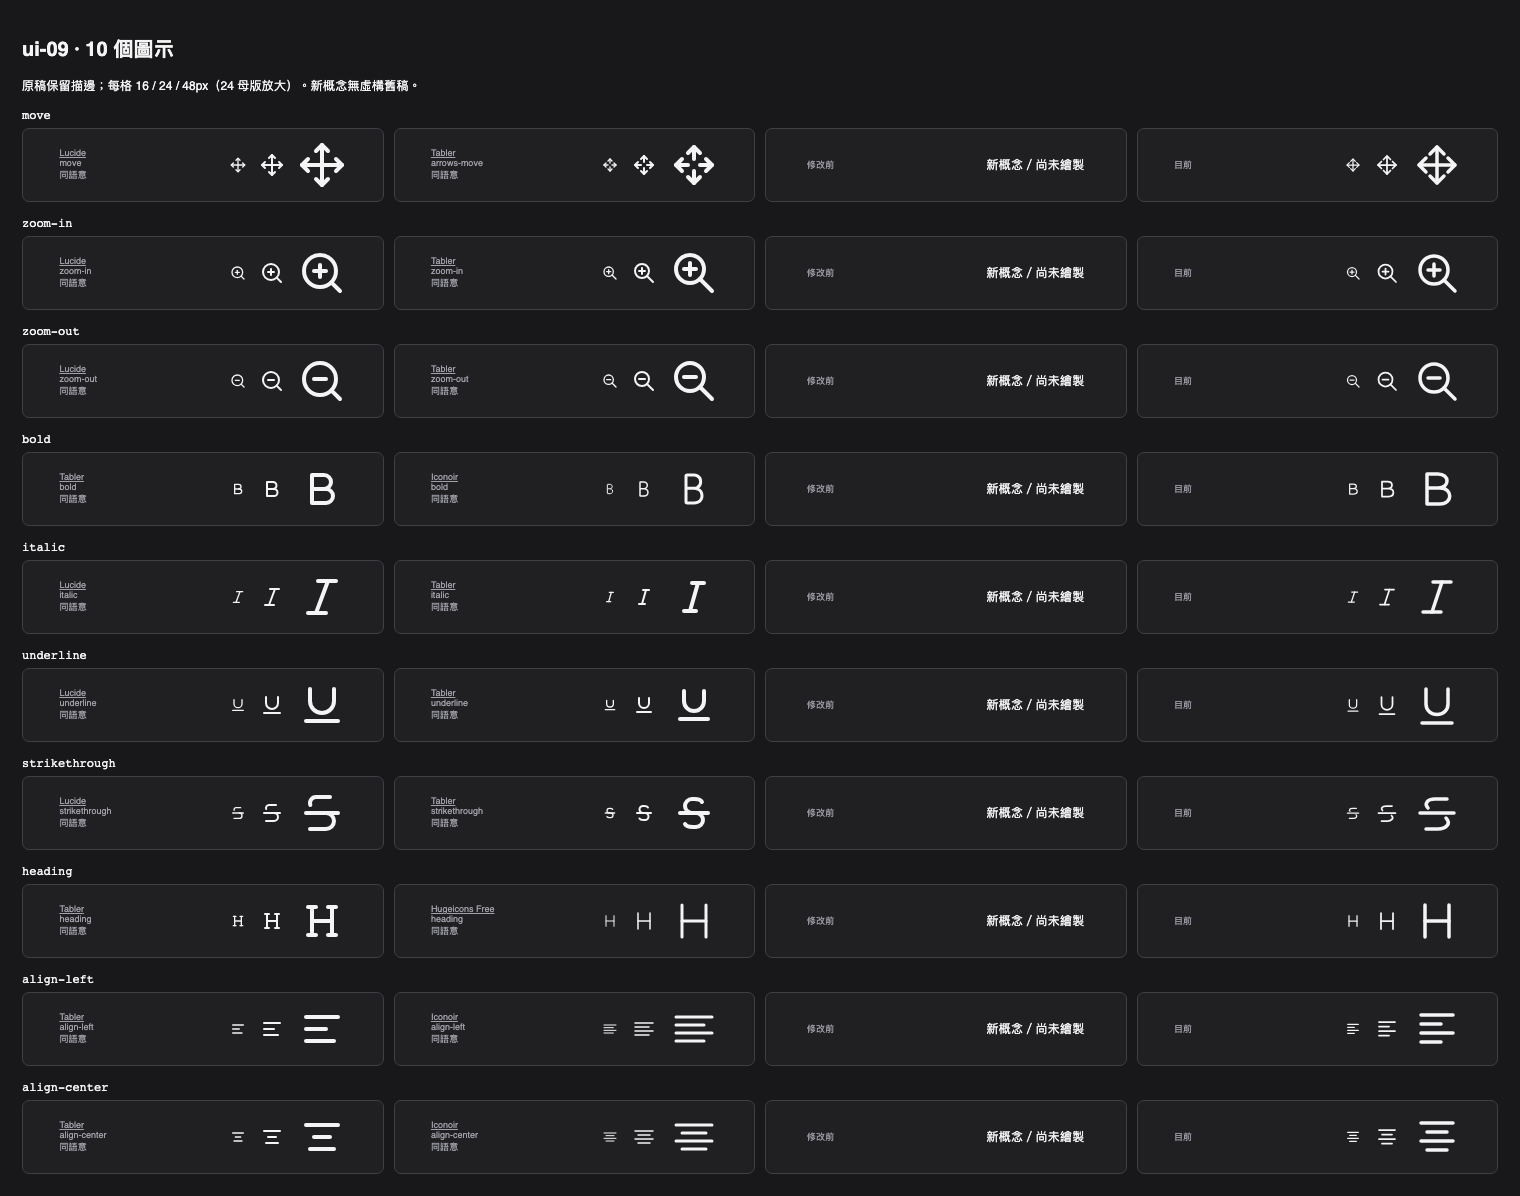 ui-09 · 10 個圖示
原稿保留描邊；每格 16 / 24 / 48px（24 母版放大）。新概念無虛構舊稿。
move
Lucide
move
同語意
Tabler
arrows-move
同語意
修改前
新概念 / 尚未繪製
目前
zoom-in
Lucide
zoom-in
同語意
Tabler
zoom-in
同語意
修改前
新概念 / 尚未繪製
目前
zoom-out
Lucide
zoom-out
同語意
Tabler
zoom-out
同語意
修改前
新概念 / 尚未繪製
目前
bold
Tabler
bold
同語意
Iconoir
bold
同語意
修改前
新概念 / 尚未繪製
目前
italic
Lucide
italic
同語意
Tabler
italic
同語意
修改前
新概念 / 尚未繪製
目前
underline
Lucide
underline
同語意
Tabler
underline
同語意
修改前
新概念 / 尚未繪製
目前
strikethrough
Lucide
strikethrough
同語意
Tabler
strikethrough
同語意
修改前
新概念 / 尚未繪製
目前
heading
Tabler
heading
同語意
Hugeicons Free
heading
同語意
修改前
新概念 / 尚未繪製
目前
align-left
Tabler
align-left
同語意
Iconoir
align-left
同語意
修改前
新概念 / 尚未繪製
目前
align-center
Tabler
align-center
同語意
Iconoir
align-center
同語意
修改前
新概念 / 尚未繪製
目前